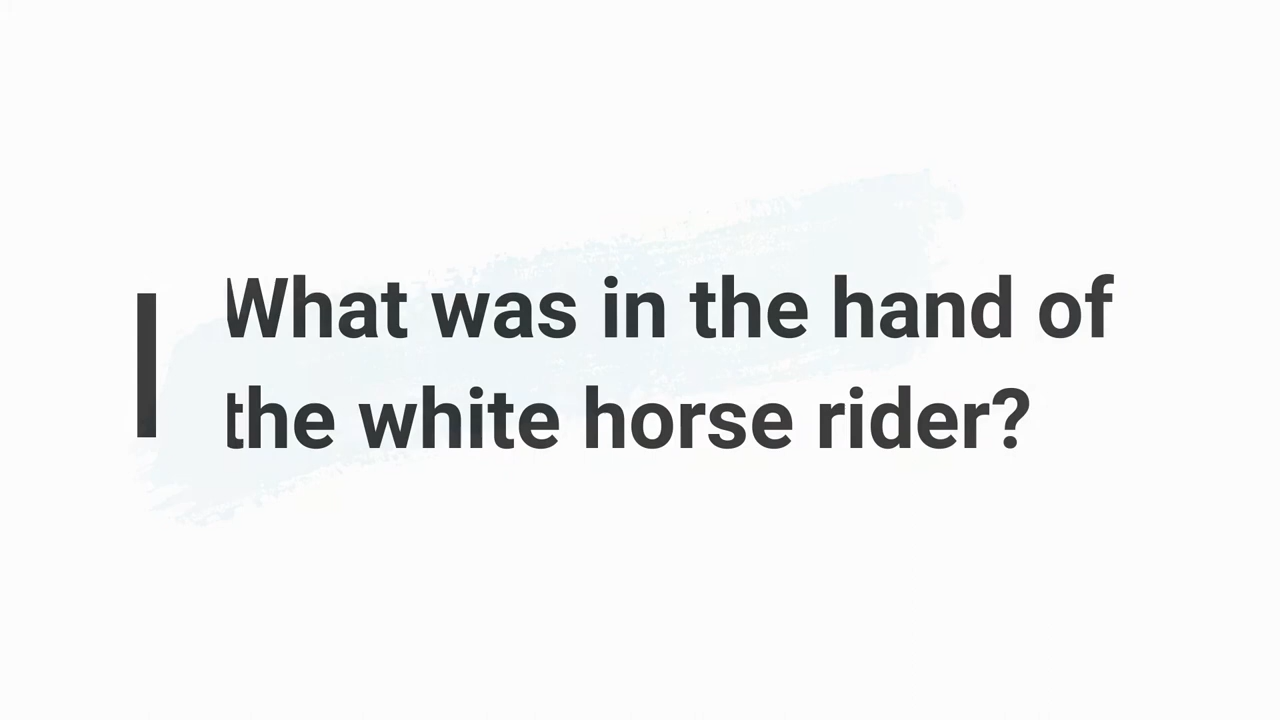 What was in the hand of
the white horse rider?